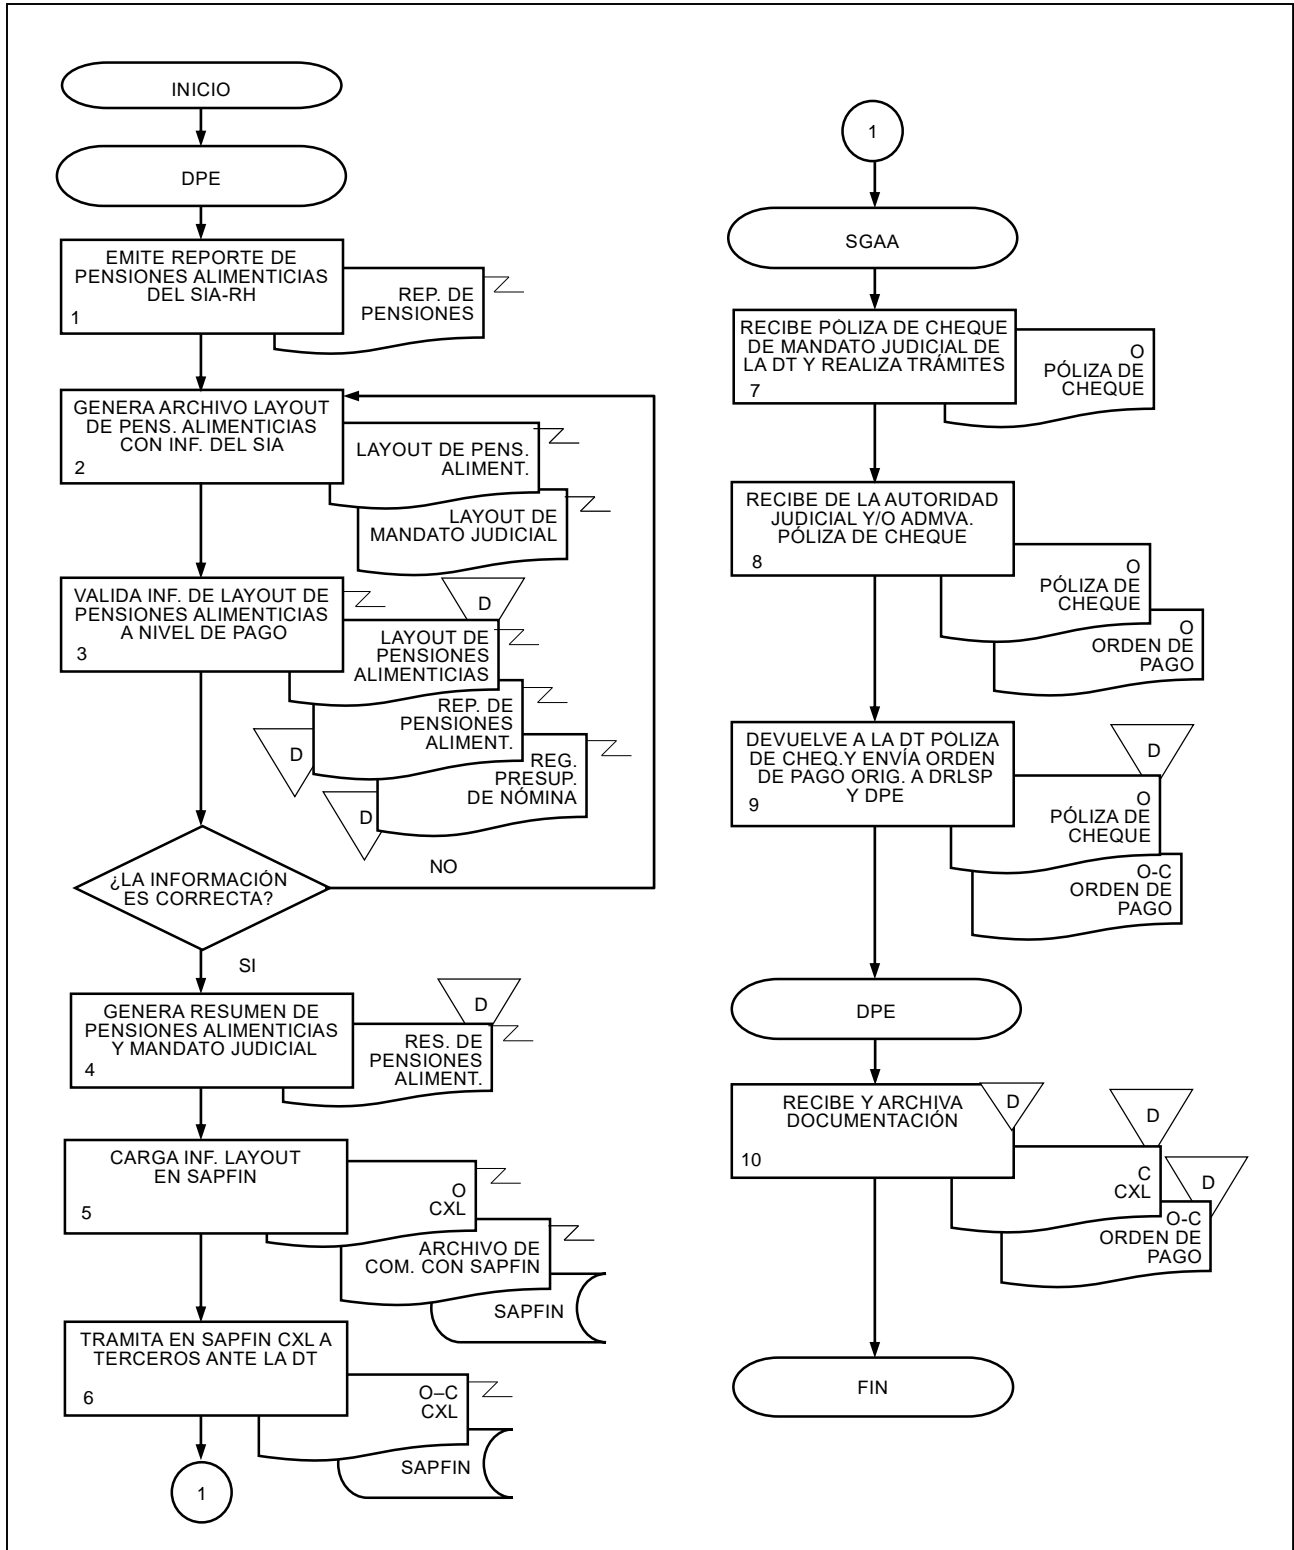 INICIO
DPE
EMITE REPORTE DE
PENSIONES ALIMENTICIAS
DEL SIA-RH
1
REP. DE
PENSIONES
GENERA ARCHIVO LAYOUT
DE PENS. ALIMENTICIAS
CON INF. DEL SIA
2
LAYOUT DE PENS.
ALIMENT.
LAYOUT DE
MANDATO JUDICIAL
VALIDA INF. DE LAYOUT DE
PENSIONES ALIMENTICIAS
A NIVEL DE PAGO
3
D
LAYOUT DE
PENSIONES
ALIMENTICIAS
D
REP. DE
PENSIONES
ALIMENT.
D
REG.
PRESUP.
DE NÓMINA
¿LA INFORMACIÓN
ES CORRECTA?
NO
SI
GENERA RESUMEN DE
PENSIONES ALIMENTICIAS
Y MANDATO JUDICIAL
4
D
RES. DE
PENSIONES
ALIMENT.
CARGA INF. LAYOUT
EN SAPFIN
5
O
CXL
ARCHIVO DE
COM. CON SAPFIN
SAPFIN
TRAMITA EN SAPFIN CXL A
TERCEROS ANTE LA DT
6
O–C
CXL
SAPFIN
1
1
SGAA
RECIBE PÓLIZA DE CHEQUE
DE MANDATO JUDICIAL DE
LA DT Y REALIZA TRÁMITES
7
O
PÓLIZA DE
CHEQUE
RECIBE DE LA AUTORIDAD
JUDICIAL Y/O ADMVA.
PÓLIZA DE CHEQUE
8
O
PÓLIZA DE
CHEQUE
O
ORDEN DE
PAGO
DEVUELVE A LA DT PÓLIZA
DE CHEQ.Y ENVÍA ORDEN
DE PAGO ORIG. A DRLSP
Y DPE
9
D
O
PÓLIZA DE
CHEQUE
O-C
ORDEN DE
PAGO
DPE
RECIBE Y ARCHIVA
DOCUMENTACIÓN
10
D
D
C
CXL
D
O-C
ORDEN DE
PAGO
FIN